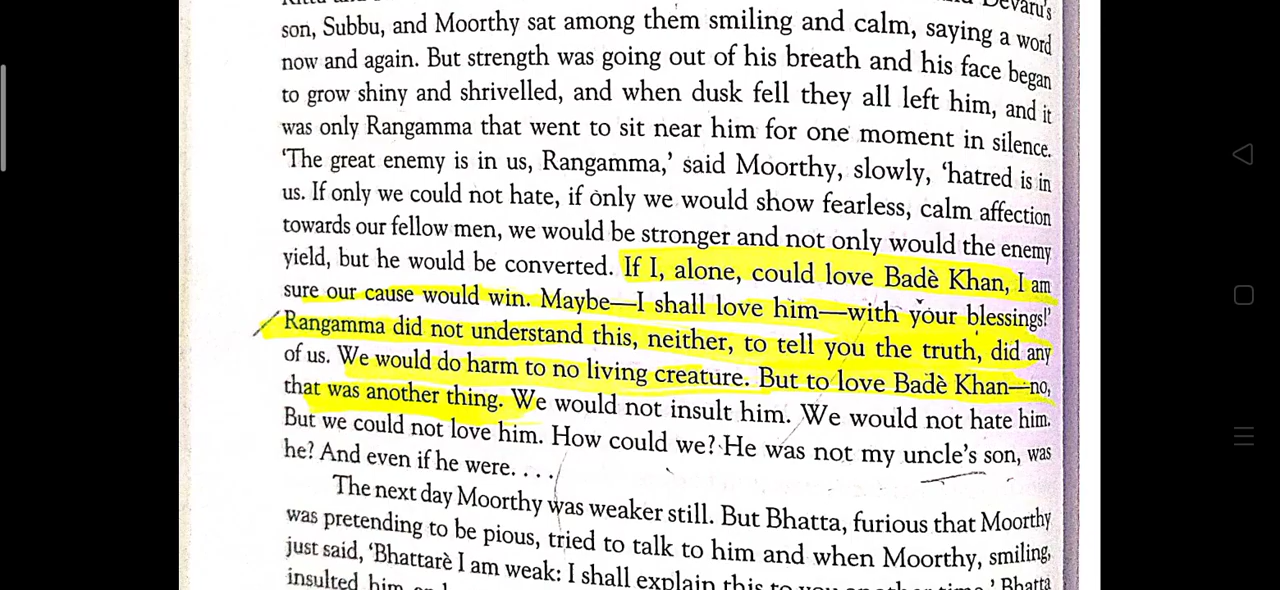 Devaru's
son, Subbu, and Moorthy sat among them smiling and calm, saying a word
now and again. But strength was going out of his breath and his face began
to grow shiny and shrivelled, and when dusk fell they all left him, and it
was only Rangamma that went to sit near him for one moment in silence.
‘The great enemy is in us, Rangamma,’ said Moorthy, slowly, ‘hatred is in
us. If only we could not hate, if only we would show fearless, calm affection
towards our fellow men, we would be stronger and not only would the enemy
yield, but he would be converted. If I, alone, could love Badè Khan, I am
sure our cause would win. Maybe—I shall love him—with your blessings!’
Rangamma did not understand this, neither, to tell you the truth, did any
of us. We would do harm to no living creature. But to love Badè Khan—no,
that was another thing. We would not insult him. We would not hate him.
But we could not love him. How could we? He was not my uncle's son, was
he? And even if he were. . . .
The next day Moorthy was weaker still. But Bhatta, furious that Moorthy
was pretending to be pious, tried to talk to him and when Moorthy, smiling,
just said, ‘Bhattarè I am weak: I shall explain this to you another time.’ Bhatta
insulted him